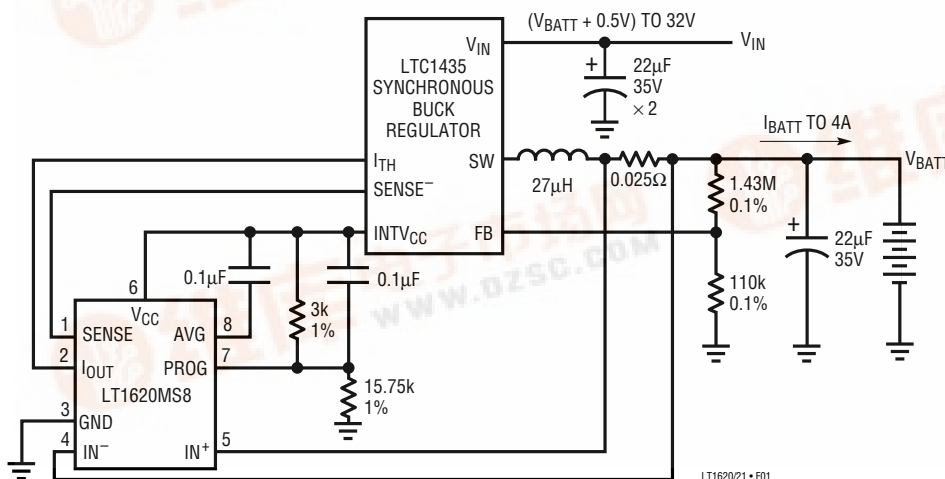 (VBATT + 0.5V) TO 32V
VIN
VIN
LTC1435
SYNCHRONOUS
BUCK
REGULATOR
+
22µF
35V
× 2
IBATT TO 4A
ITH
SW
27µH
0.025Ω
VBATT
SENSE−
1.43M
0.1%
INTVCC
FB
+
22µF
35V
0.1µF
0.1µF
110k
0.1%
3k
1%
6
VCC
1
SENSE
AVG
8
2
IOUT
PROG
7
LT1620MS8
15.75k
1%
3
GND
4
IN−
IN+
5
LT1620/21 • F01
WWW.DZSC.COM